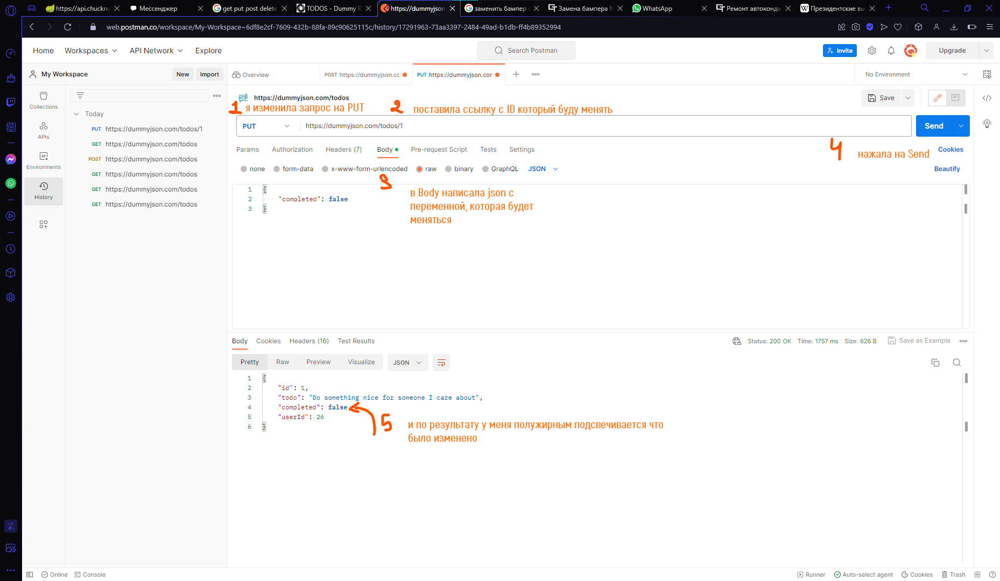 https://api.chuckno
Мессенджер
get put post delete
TODOS - Dummy R
https://dummyjson
заменить бампер
Замена бампера N
WhatsApp
Ремонт автоконди
Президентские вы
web.postman.co/workspace/My-Workspace~6df8e2cf-7609-432b-88fa-89c90625115c/history/17291963-73aa3397-2484-49ad-b1db-ff4b89352994
Home Workspaces API Network Explore
Search Postman
Invite
Upgrade
My Workspace
New Import
Overview
POST https://dummyjson.cc
PUT https://dummyjson.cor
No Environment
Collections
APIs
Environments
History
Today
PUT https://dummyjson.com/todos/1
GET https://dummyjson.com/todos
POST https://dummyjson.com/todos
GET https://dummyjson.com/todos
GET https://dummyjson.com/todos
GET https://dummyjson.com/todos
HTTP https://dummyjson.com/todos
Save
1 я изменила запрос на PUT
2 поставила ссылку с ID который буду менять
PUT https://dummyjson.com/todos/1
Send
Params Authorization Headers (7) Body Pre-request Script Tests Settings
4 нажала на Send
Cookies
none form-data x-www-form-urlencoded raw binary GraphQL JSON
Beautify
3 в Body написала json с
переменной, которая будет
меняться
1 {
2 "completed": false
3 }
Body Cookies Headers (16) Test Results
Status: 200 OK Time: 1757 ms Size: 626 B
Save as Example
Pretty Raw Preview Visualize JSON
1 {
2 "id": 1,
3 "todo": "Do something nice for someone I care about",
4 "completed": false,
5 "userId": 26
6 }
5 и по результату у меня полужирным подсвечивается что
было изменено
Online Console
Runner Auto-select agent Cookies Trash